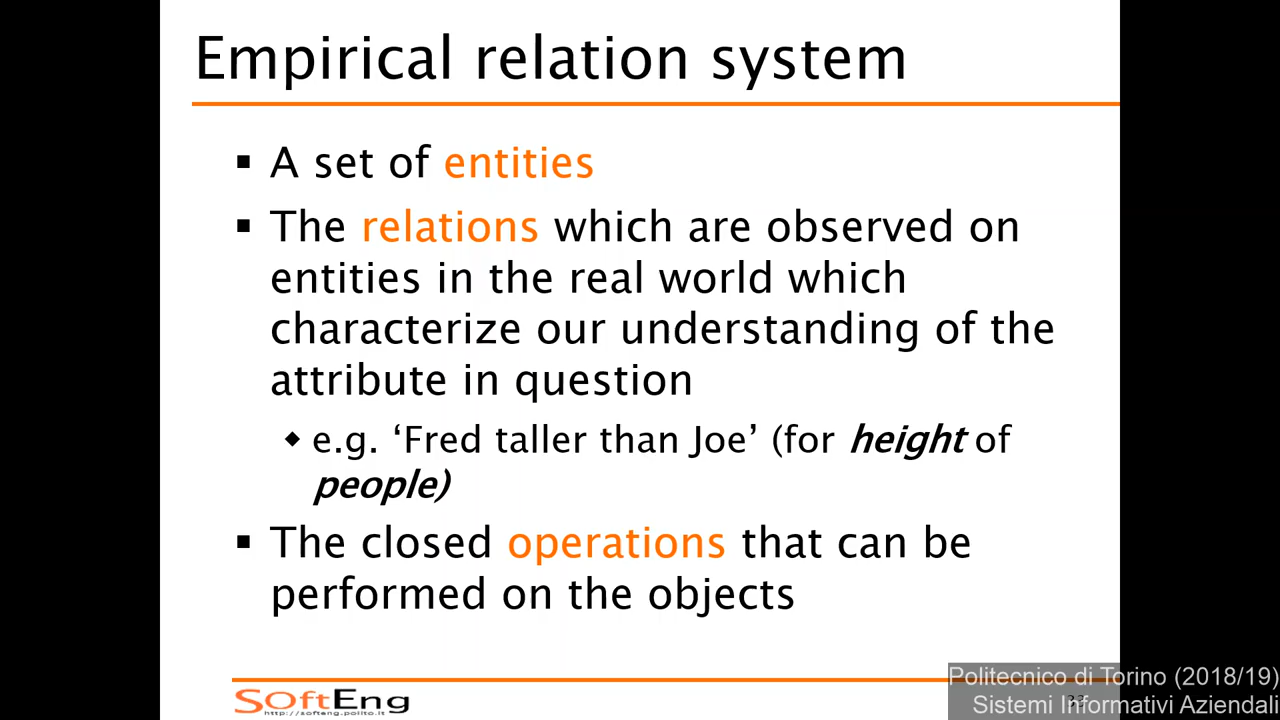 Empirical relation system
▪ A set of entities
▪ The relations which are observed on
entities in the real world which
characterize our understanding of the
attribute in question
◆ e.g. ‘Fred taller than Joe’ (for height of
people)
▪ The closed operations that can be
performed on the objects
SoftEng
http://softeng.polito.it
Politecnico di Torino (2018/19)
Sistemi Informativi Aziendali